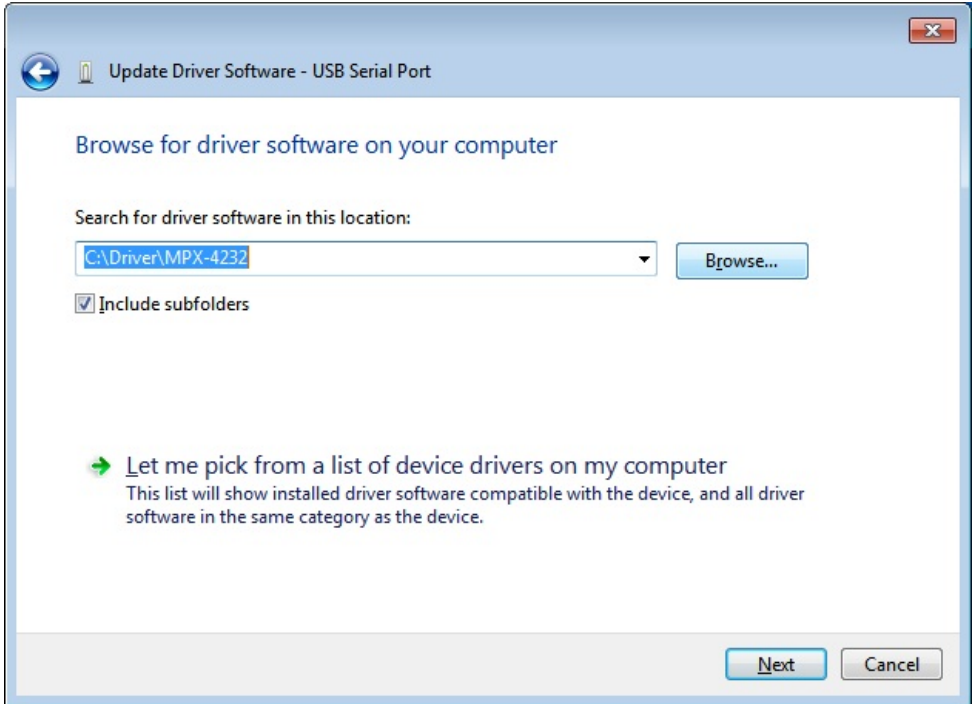 Update Driver Software - USB Serial Port
Browse for driver software on your computer
Search for driver software in this location:
C:\Driver\MPX-4232
Browse...
Include subfolders
Let me pick from a list of device drivers on my computer
This list will show installed driver software compatible with the device, and all driver
software in the same category as the device.
Next
Cancel